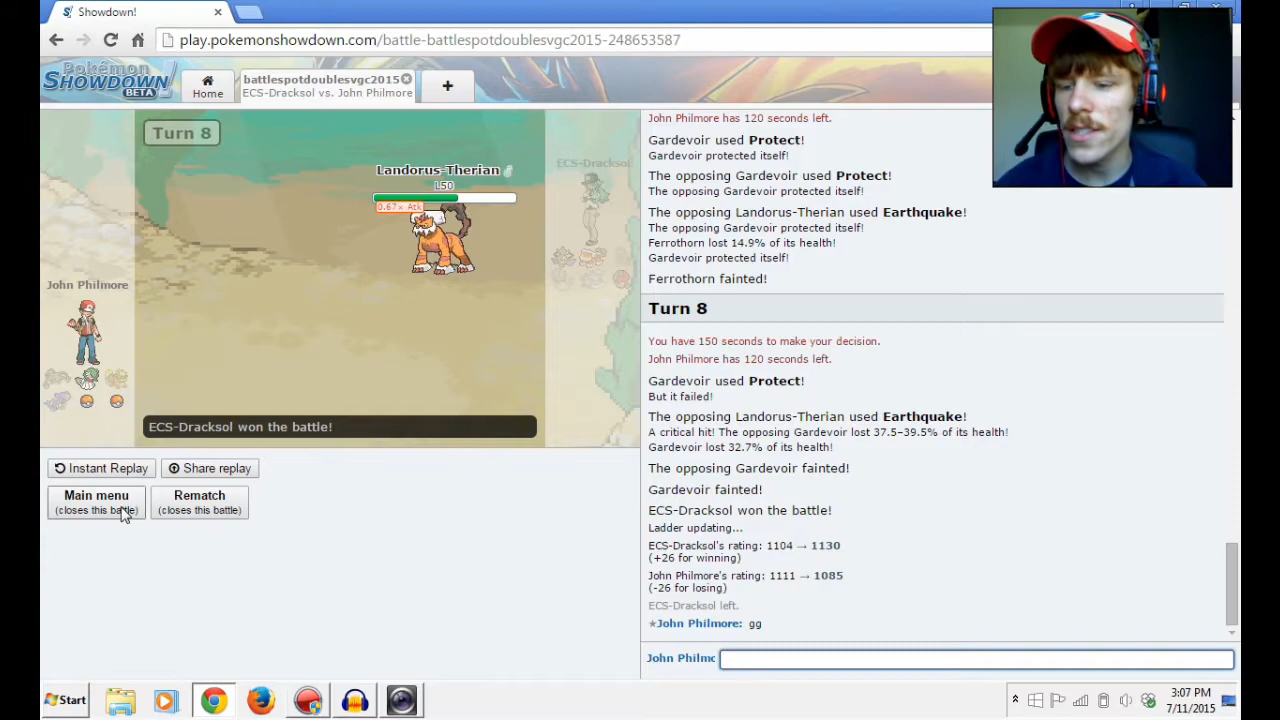 Showdown!
play.pokemonshowdown.com/battle-battlespotdoublesvgc2015-248653587
Pokémon
SHOWDOWN
BETA
Home
battlespotdoublesvgc2015
ECS-Dracksol vs. John Philmore
Turn 8
Landorus-Therian
L50
0.67× Atk
ECS-Dracksol
John Philmore
ECS-Dracksol won the battle!
Instant Replay
Share replay
Main menu
(closes this battle)
Rematch
(closes this battle)
John Philmore has 120 seconds left.
Gardevoir used Protect!
Gardevoir protected itself!
The opposing Gardevoir used Protect!
The opposing Gardevoir protected itself!
The opposing Landorus-Therian used Earthquake!
The opposing Gardevoir protected itself!
Ferrothorn lost 14.9% of its health!
Gardevoir protected itself!
Ferrothorn fainted!
Turn 8
You have 150 seconds to make your decision.
John Philmore has 120 seconds left.
Gardevoir used Protect!
But it failed!
The opposing Landorus-Therian used Earthquake!
A critical hit! The opposing Gardevoir lost 37.5–39.5% of its health!
Gardevoir lost 32.7% of its health!
The opposing Gardevoir fainted!
Gardevoir fainted!
ECS-Dracksol won the battle!
Ladder updating...
ECS-Dracksol's rating: 1104 → 1130
(+26 for winning)
John Philmore's rating: 1111 → 1085
(-26 for losing)
ECS-Dracksol left.
★John Philmore: gg
John Philmc
Start
3:07 PM
7/11/2015